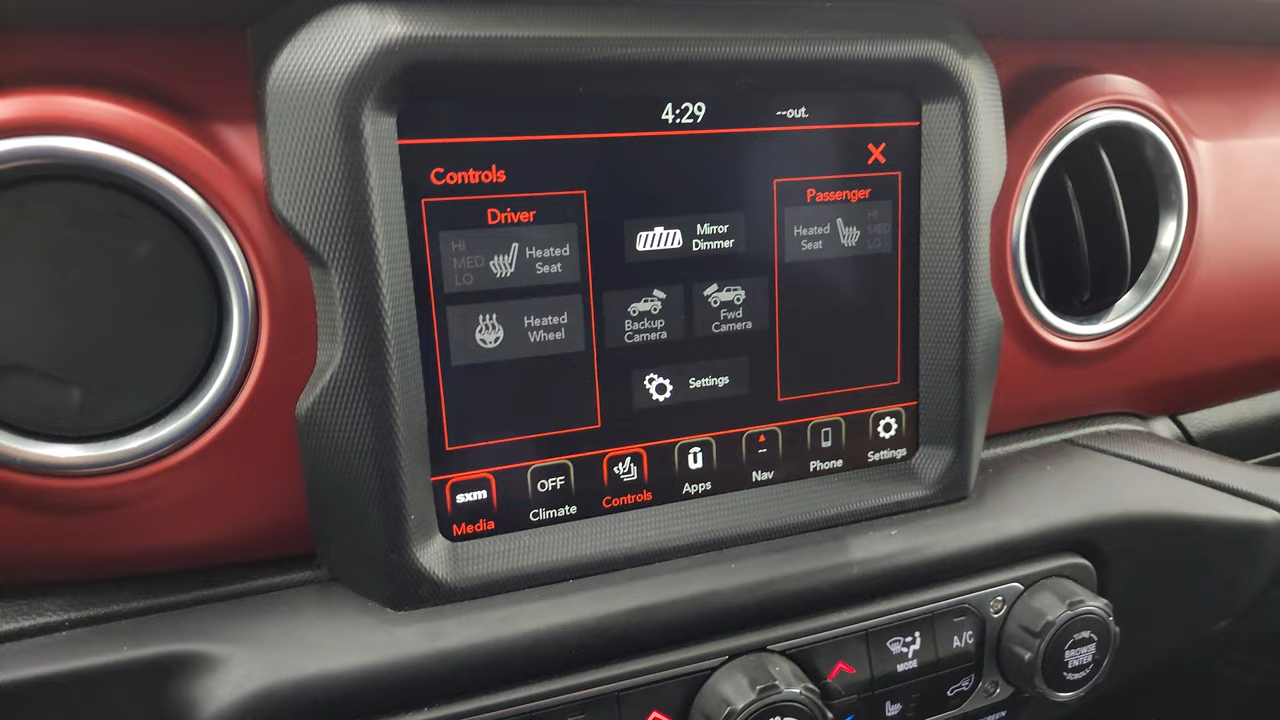 4:29
--out.
Controls
X
Driver
HI
MED
LO
Heated
Seat
Heated
Wheel
Mirror
Dimmer
Backup
Camera
Fwd
Camera
Settings
Passenger
Heated
Seat
HI
MED
LO
sxm
Media
OFF
Climate
Controls
Apps
--
Nav
Phone
Settings
MODE
A/C
TUNE
BROWSE
ENTER
SCROLL